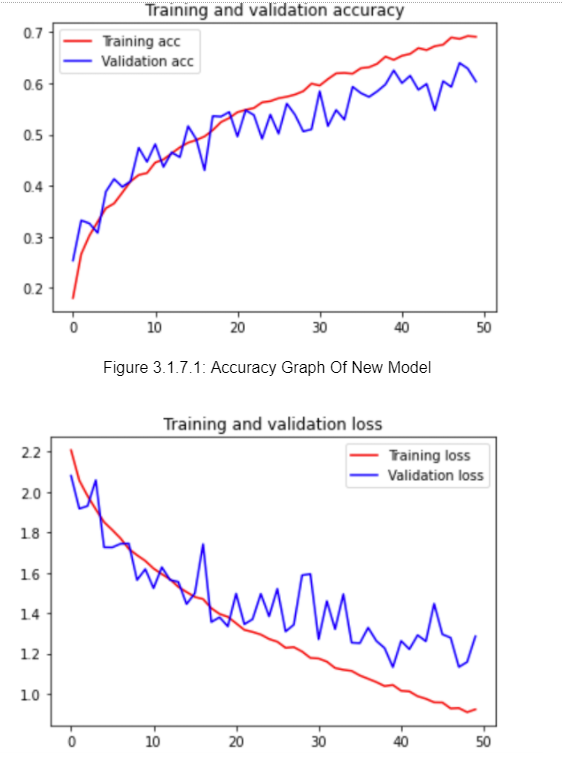 Training and validation accuracy
Training acc
Validation acc
0.7
0.6
0.5
0.4
0.3
0.2
0 10 20 30 40 50
Figure 3.1.7.1: Accuracy Graph Of New Model
Training and validation loss
Training loss
Validation loss
2.2
2.0
1.8
1.6
1.4
1.2
1.0
0 10 20 30 40 50